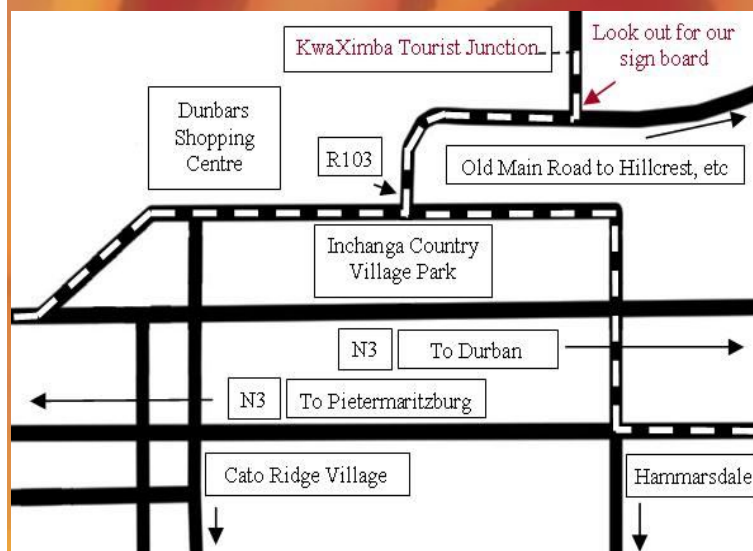 KwaXimba Tourist Junction
Look out for our
sign board
Dunbars
Shopping
Centre
R103
Old Main Road to Hillcrest, etc
Inchanga Country
Village Park
N3
To Durban
N3
To Pietermaritzburg
Cato Ridge Village
Hammarsdale